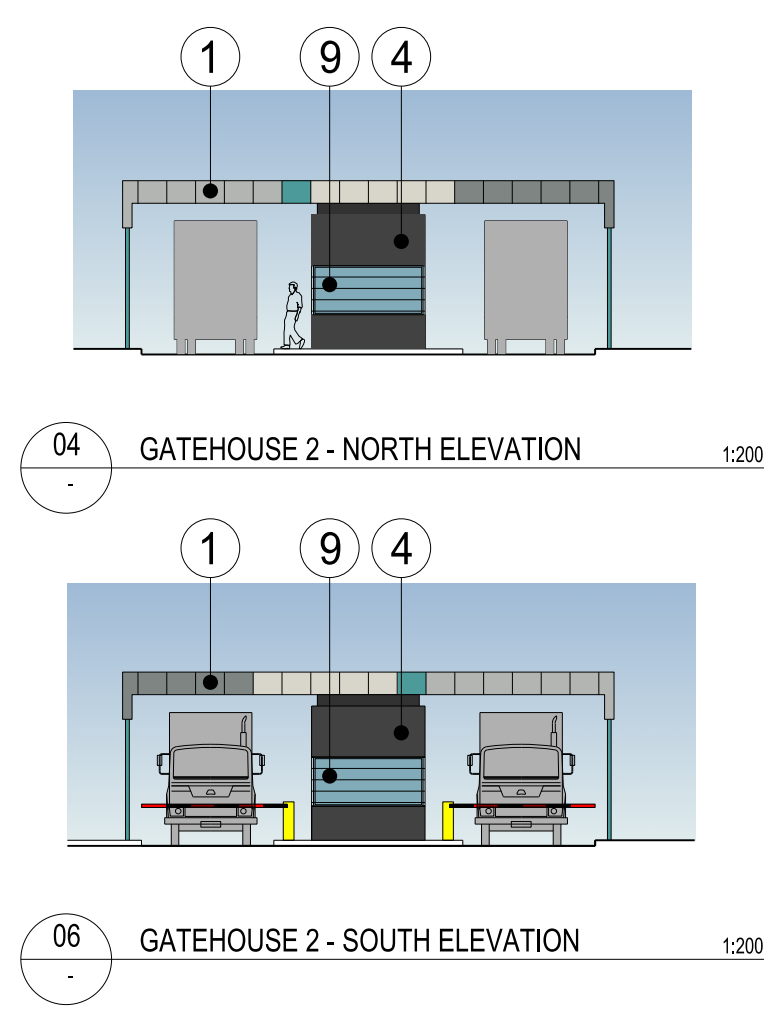 1 9 4
04 GATEHOUSE 2 - NORTH ELEVATION 1:200
-
1 9 4
06 GATEHOUSE 2 - SOUTH ELEVATION 1:200
-